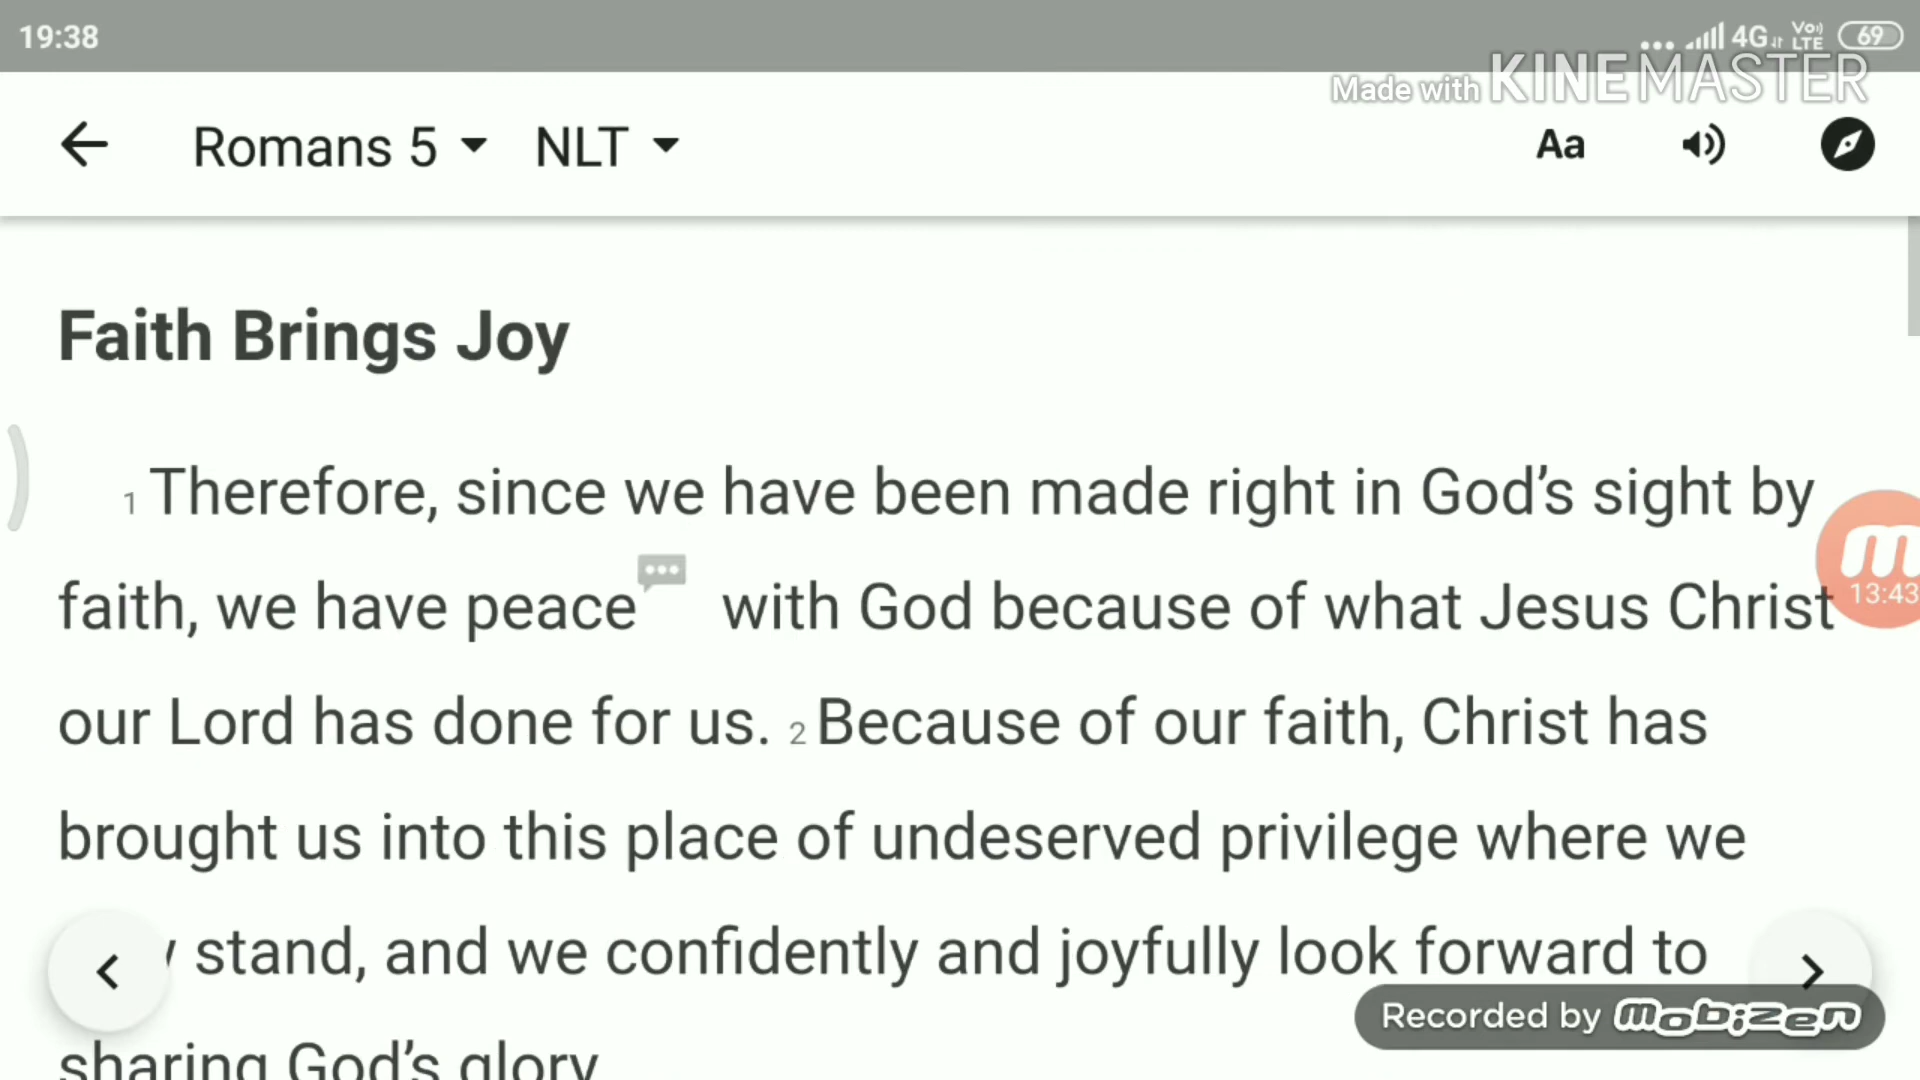 19:38
4G Vo)) LTE 69
Made with KINEMASTER
Romans 5 NLT Aa
Faith Brings Joy
1 Therefore, since we have been made right in God’s sight by
faith, we have peace with God because of what Jesus Christ
13:43
our Lord has done for us. 2 Because of our faith, Christ has
brought us into this place of undeserved privilege where we
stand, and we confidently and joyfully look forward to
Recorded by mobizen
sharing God’s glory